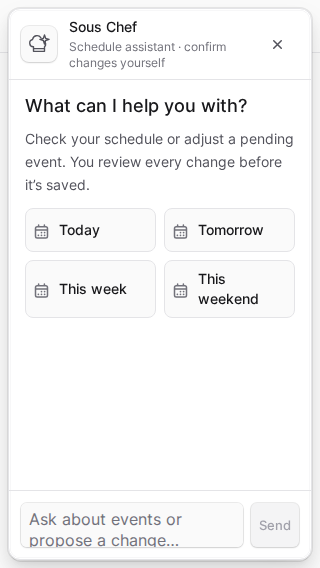 Sous Chef
Schedule assistant · confirm
changes yourself
What can I help you with?
Check your schedule or adjust a pending
event. You review every change before
it’s saved.
Today
Tomorrow
This week
This
weekend
Ask about events or
propose a change...
Send